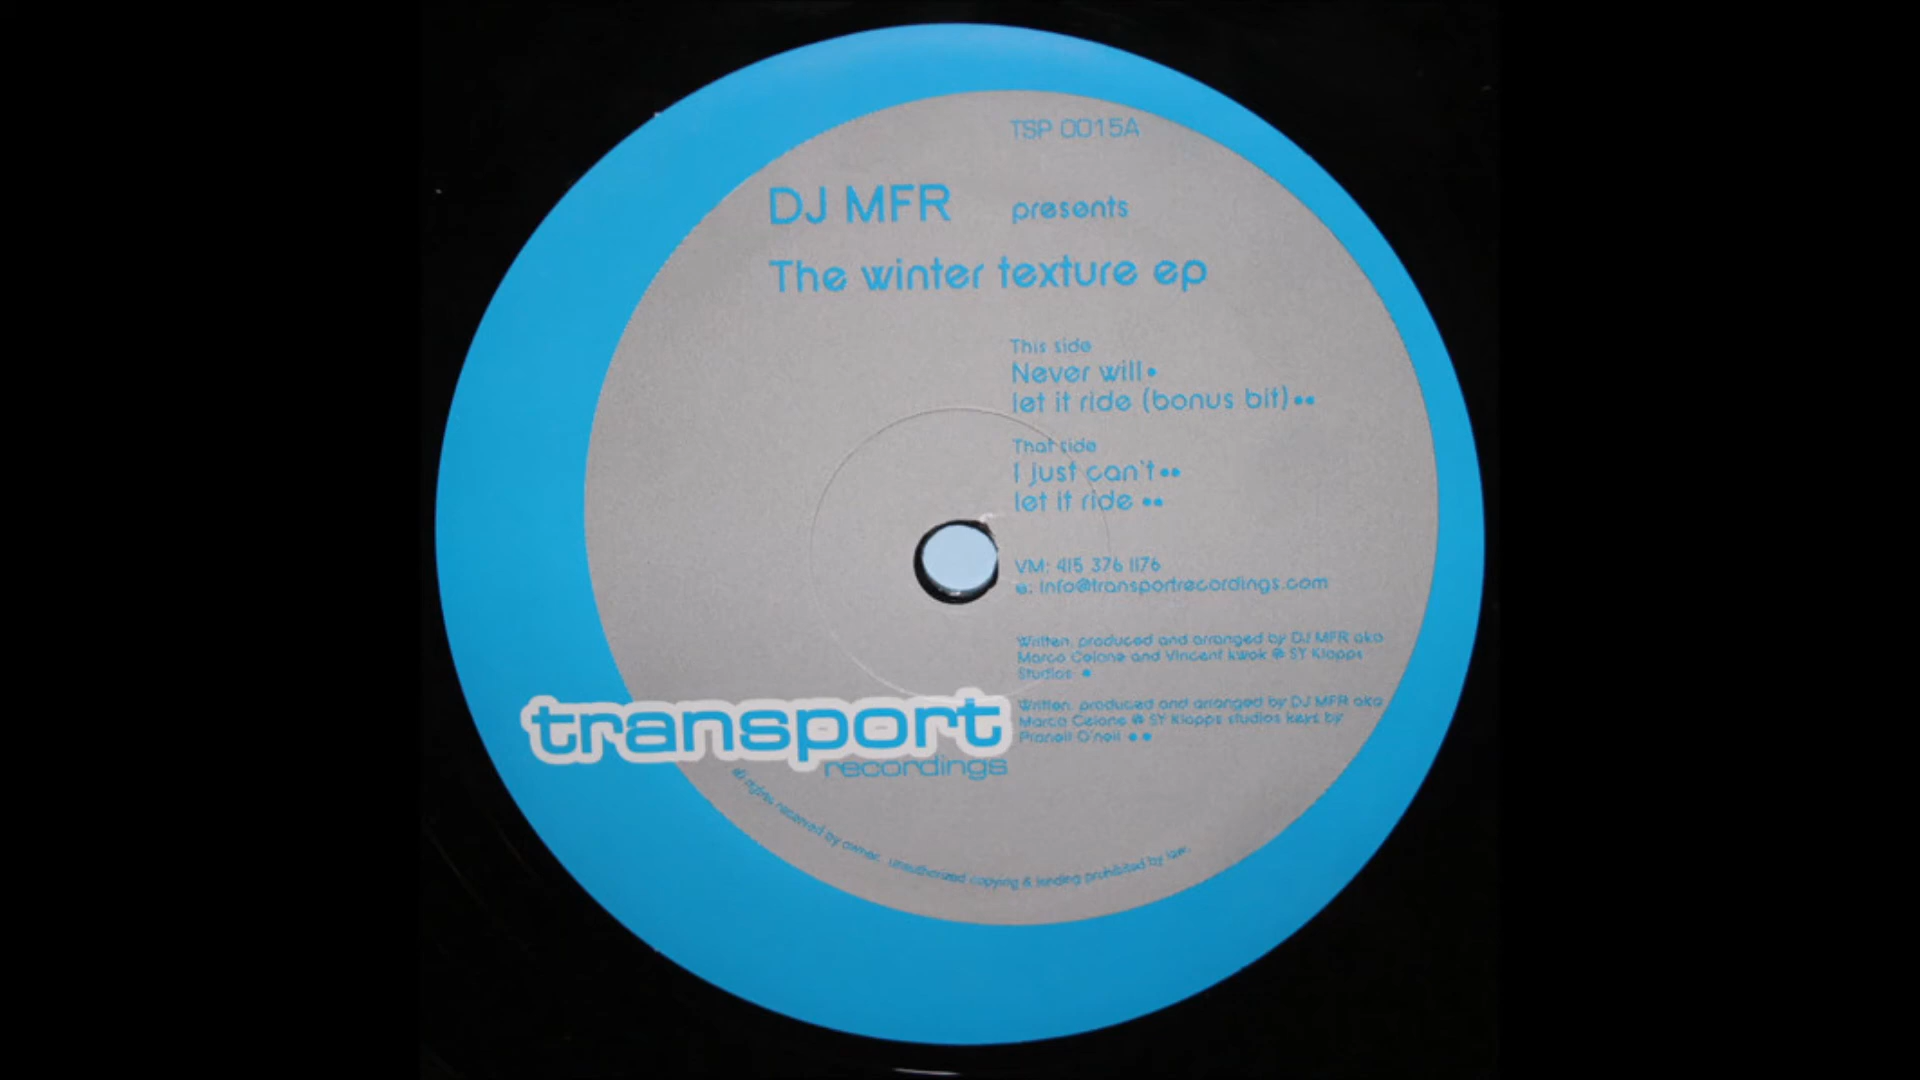 TSP 0015A
DJ MFR presents
The winter texture ep
This side
Never will•
let it ride (bonus bit)••
That side
I just can't••
let it ride ••
VM: 415 376 1176
e: info@transportrecordings.com
Written, produced and arranged by DJ MFR aka
Marco Celone and Vincent kwok @ SY Klopps
Studios •
Written, produced and arranged by DJ MFR aka
Marco Celone @ SY Klopps studios keys by
O'neil ••
transport
recordings
all rights reserved by owner. unauthorized copying & lending prohibited by law.